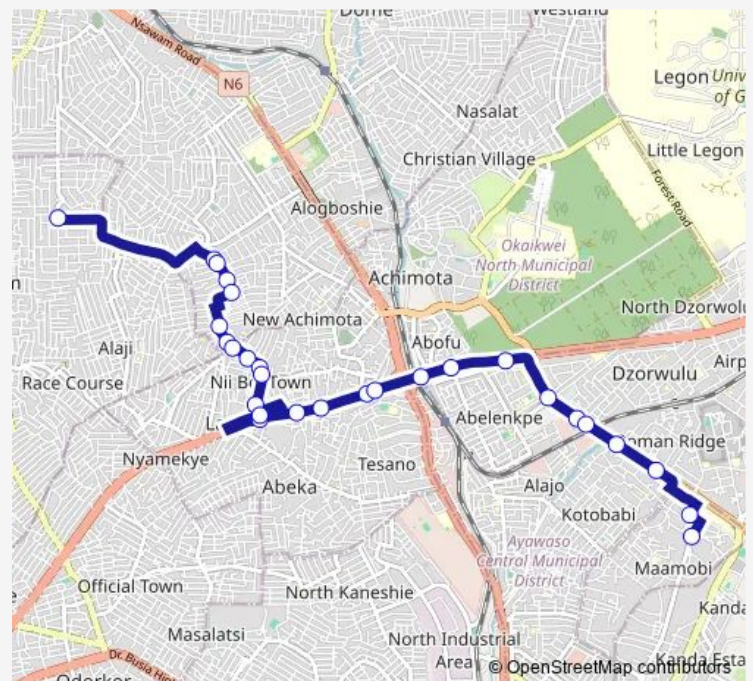 Dome
Westland
Nsawam Road
N6
Legon
Univ
of G
Nasalat
Christian Village
Little Legon
Forest Road
Alogboshie
Okaikwei
North Municipal
District
Achimota
North Dzorwulu
New Achimota
Abofu
Alaji
Airp
Dzorwulu
Race Course
Nii Bo Town
Abelenkpe
oman Ridge
Nyamekye
Tesano
Abeka
Alajo
Kotobabi
Ayawaso
Central Municipal
District
Maamobi
Official Town
North Kaneshie
Kanda
Masalatsi
North Industrial
Area
Kanda Esta
Dr. Busia High
Odorkor
© OpenStreetMap contributors